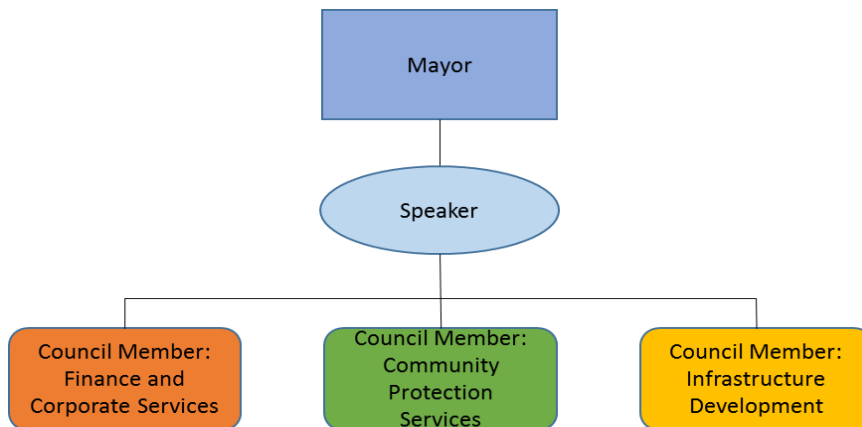 Mayor
Speaker
Council Member:
Finance and
Corporate Services
Council Member:
Community
Protection
Services
Council Member:
Infrastructure
Development